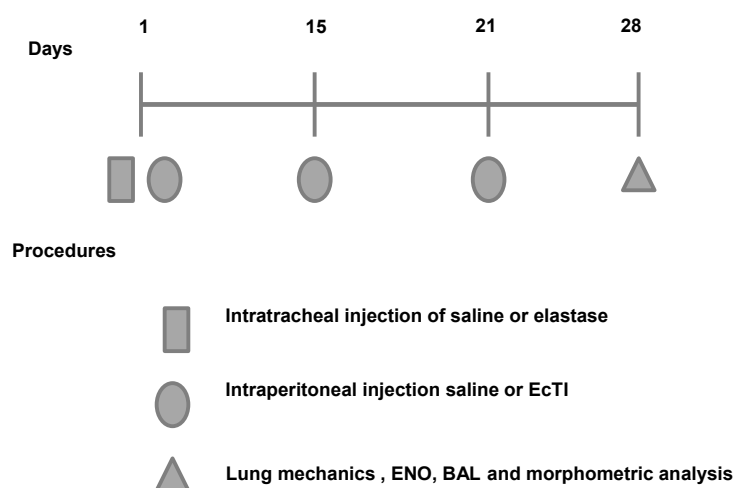 1 15 21 28
Days
Procedures
Intratracheal injection of saline or elastase
Intraperitoneal injection saline or EcTI
Lung mechanics , ENO, BAL and morphometric analysis